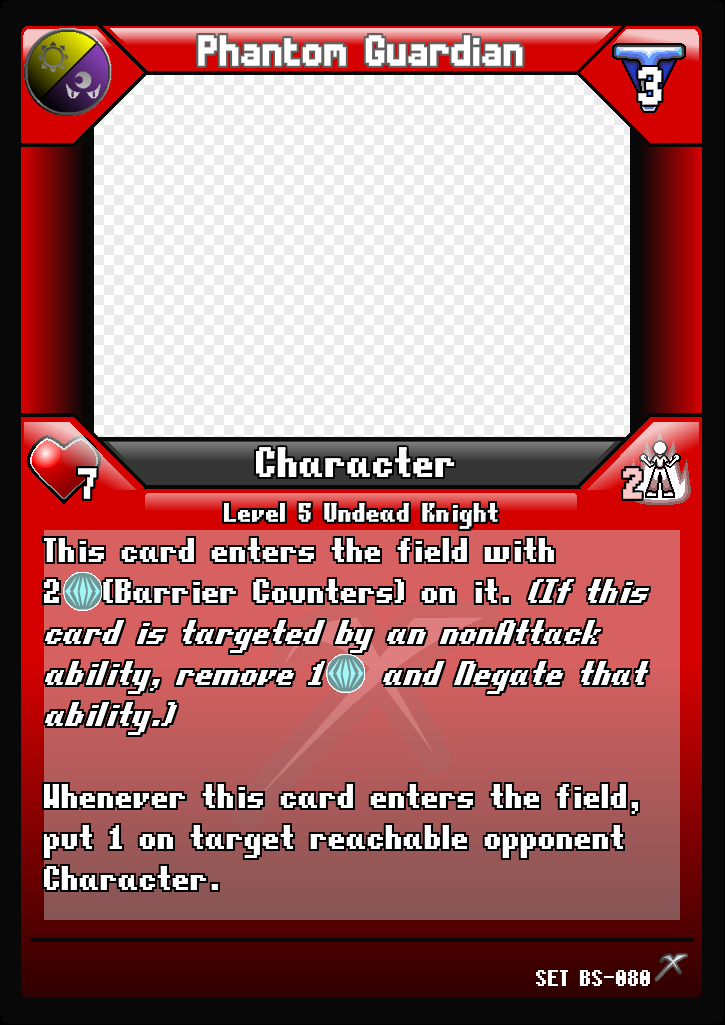 Phantom Guardian
3
Character
7
2
Level 5 Undead Knight
This card enters the field with
2(Barrier Counters) on it. (If this
card is targeted by an nonAttack
ability, remove 1 and Negate that
ability.)
Whenever this card enters the field,
put 1 on target reachable opponent
Character.
SET BS-080